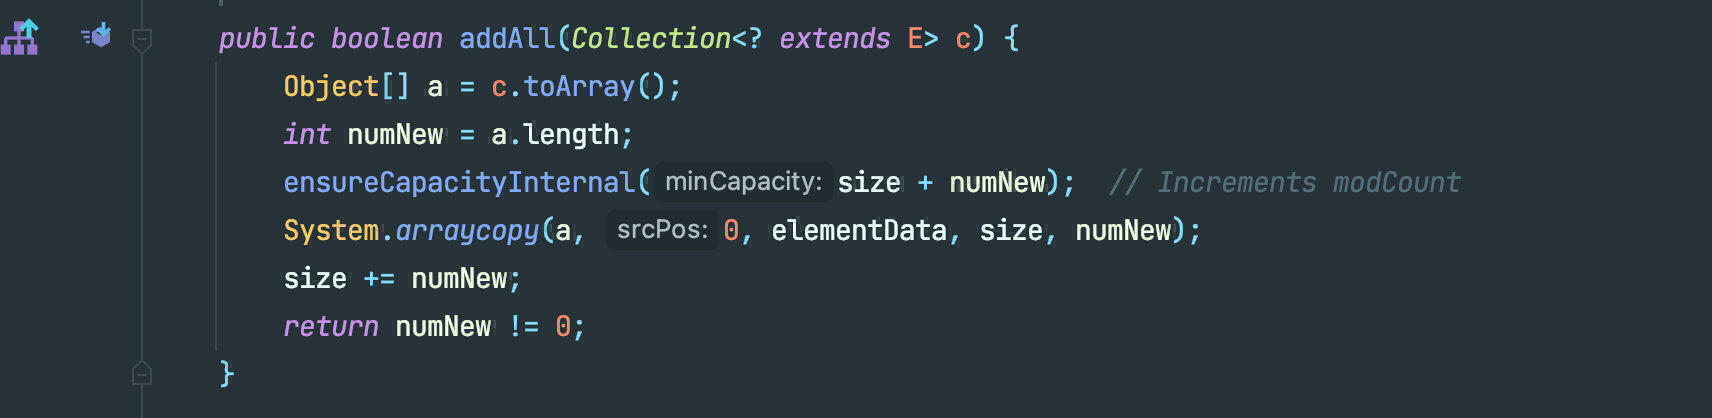 public boolean addAll(Collection<? extends E> c) {
Object[] a = c.toArray();
int numNew = a.length;
ensureCapacityInternal( minCapacity: size + numNew);  // Increments modCount
System.arraycopy(a, srcPos: 0, elementData, size, numNew);
size += numNew;
return numNew != 0;
}